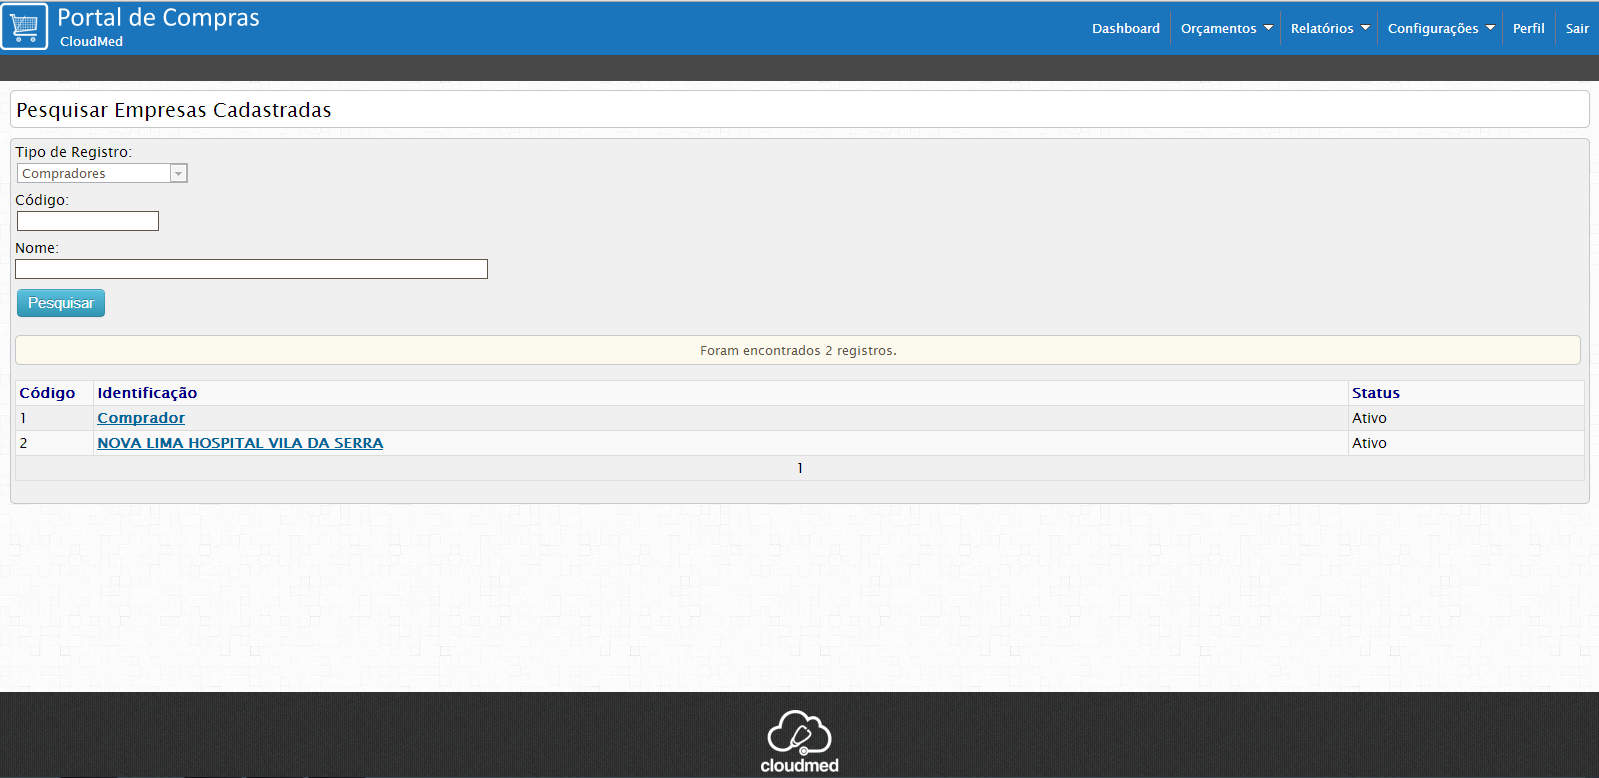 Portal de Compras
CloudMed
Dashboard Orçamentos Relatórios Configurações Perfil Sair
Pesquisar Empresas Cadastradas
Tipo de Registro:
Compradores
Código:
Nome:
Pesquisar
Foram encontrados 2 registros.
Código Identificação Status
1 Comprador Ativo
2 NOVA LIMA HOSPITAL VILA DA SERRA Ativo
1
cloudmed